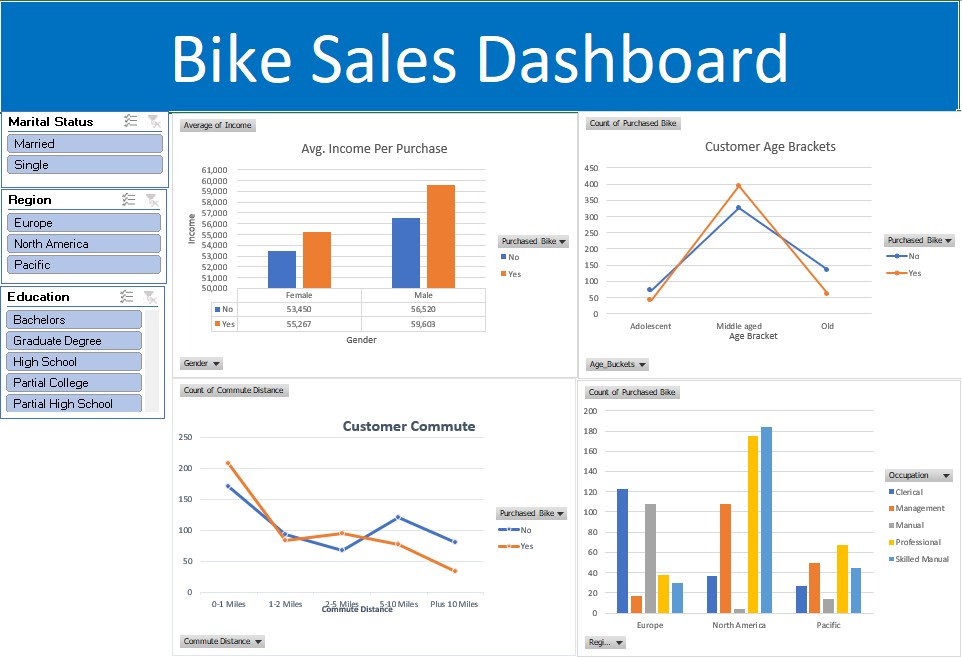 Bike Sales Dashboard
Marital Status
Married
Single
Region
Europe
North America
Pacific
Education
Bachelors
Graduate Degree
High School
Partial College
Partial High School
Average of Income
Avg. Income Per Purchase
61,000
60,000
59,000
58,000
57,000
56,000
55,000
54,000
53,000
52,000
51,000
50,000
Income
Female Male
No 53,450 56,520
Yes 55,267 59,603
Gender
Purchased Bike
No
Yes
Gender
Count of Purchased Bike
Customer Age Brackets
450
400
350
300
250
200
150
100
50
0
Adolescent Middle aged Old
Age Bracket
Purchased Bike
No
Yes
Age_Buckets
Count of Commute Distance
Customer Commute
250
200
150
100
50
0
0-1 Miles 1-2 Miles 2-5 Miles 5-10 Miles Plus 10 Miles
Commute Distance
Purchased Bike
No
Yes
Commute Distance
Count of Purchased Bike
200
180
160
140
120
100
80
60
40
20
0
Europe North America Pacific
Occupation
Clerical
Management
Manual
Professional
Skilled Manual
Regi...